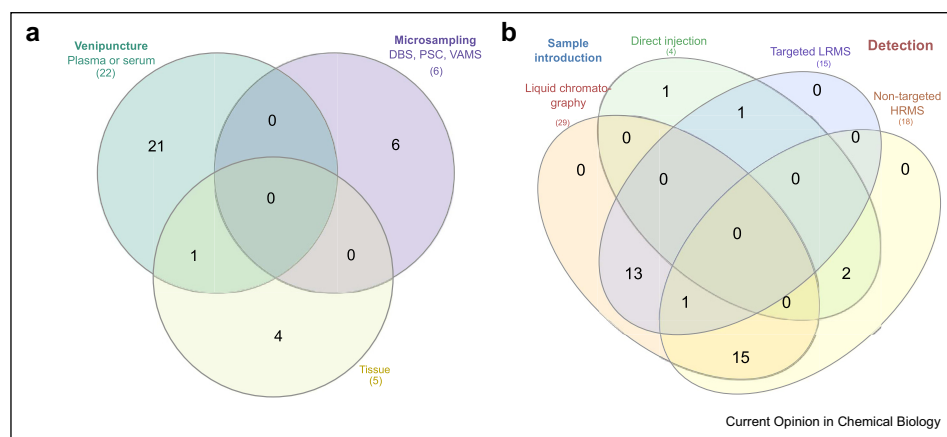 a
Venipuncture
Plasma or serum
(22)
Microsampling
DBS, PSC, VAMS
(6)
0
21
6
0
1
0
4
Tissue
(5)
b
Sample
introduction
Direct injection
(4)
Targeted LRMS
(15)
Detection
Liquid chromato-
graphy
(29)
Non-targeted
HRMS
(18)
1
0
1
0
0
0
0
0
0
0
13
2
1
0
15
Current Opinion in Chemical Biology